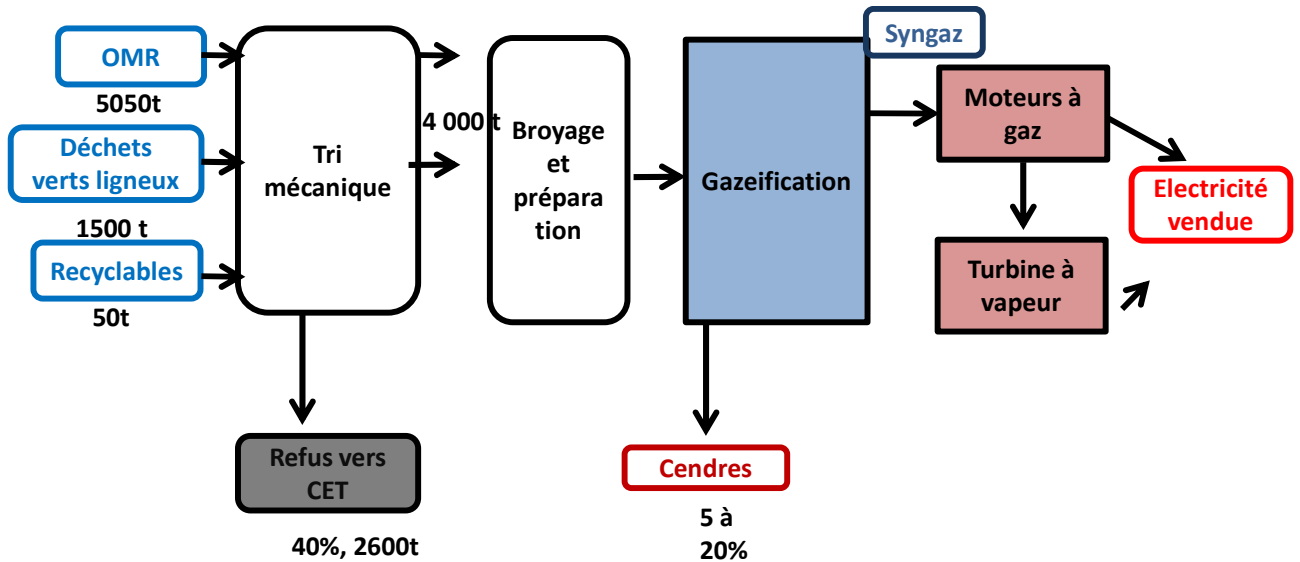 OMR
5050t
Déchets
verts ligneux
1500 t
Recyclables
50t
Tri
mécanique
4 000 t
Broyage
et
prépara
tion
Gazeification
Syngaz
Moteurs à
gaz
Electricité
vendue
Turbine à
vapeur
Refus vers
CET
40%, 2600t
Cendres
5 à
20%